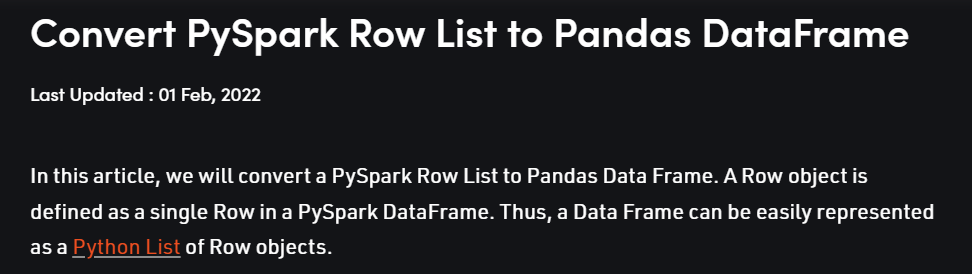 Convert PySpark Row List to Pandas DataFrame
Last Updated : 01 Feb, 2022
In this article, we will convert a PySpark Row List to Pandas Data Frame. A Row object is
defined as a single Row in a PySpark DataFrame. Thus, a Data Frame can be easily represented
as a Python List of Row objects.